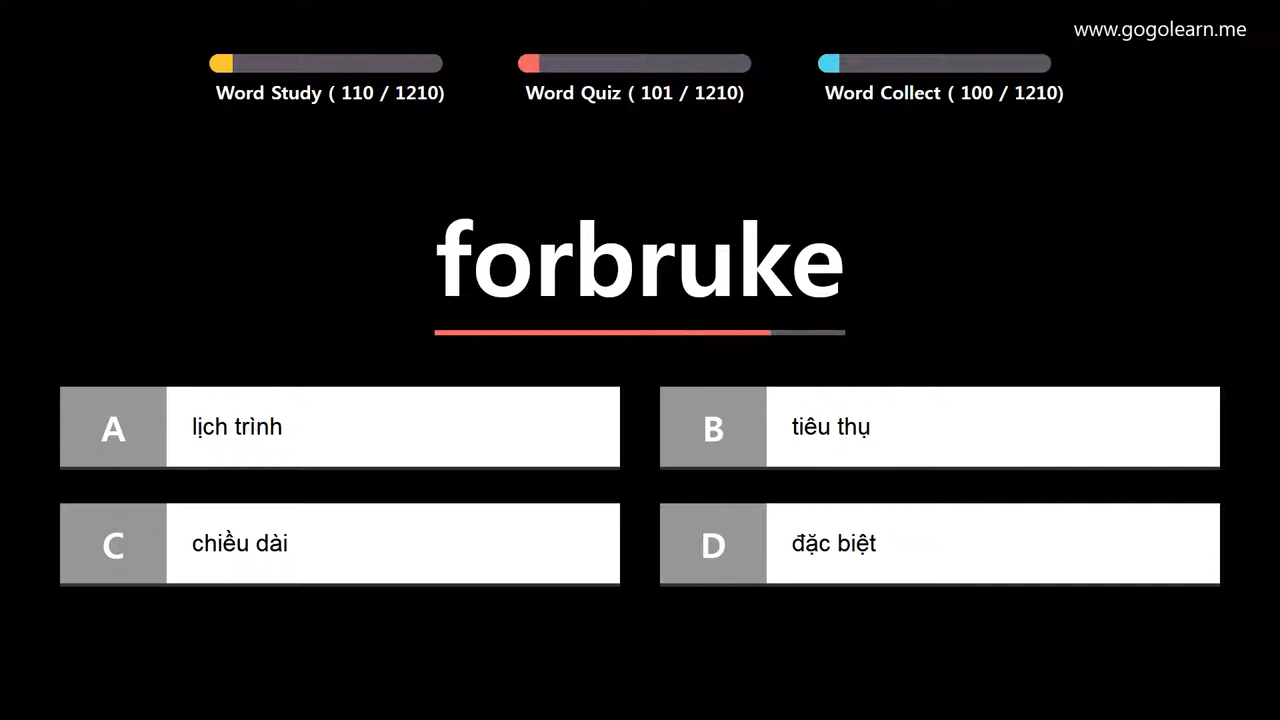 www.gogolearn.me
Word Study ( 110 / 1210)
Word Quiz ( 101 / 1210)
Word Collect ( 100 / 1210)
forbruke
A
lịch trình
B
tiêu thụ
C
chiều dài
D
đặc biệt